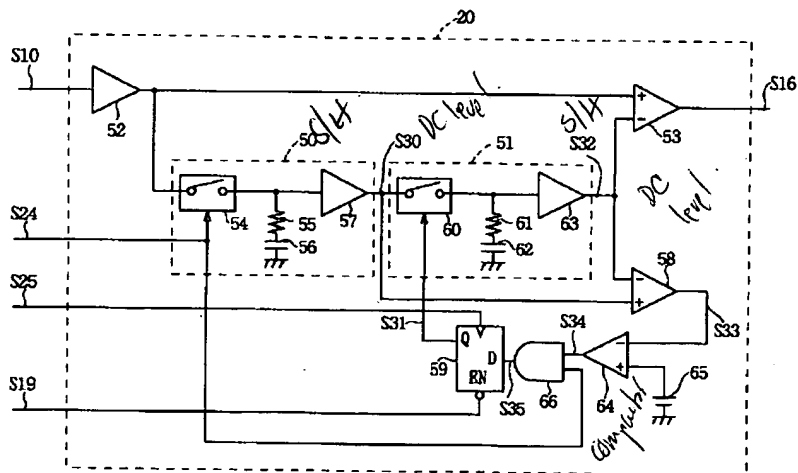 20
S10
S16
52
53
50
S/H
S30
DC level
51
S/H
S32
DC level
54
55
56
57
60
61
62
63
58
S24
S25
S31
S33
S34
Q
D
59
RN
S35
66
64
65
S19
comparator